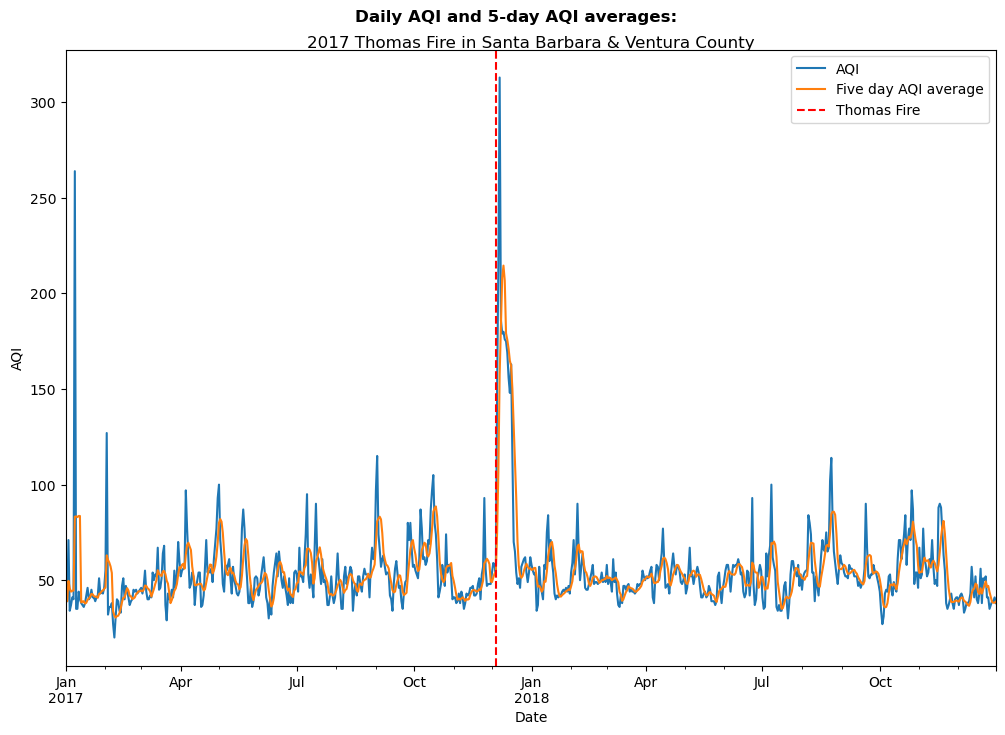 Daily AQI and 5-day AQI averages:
2017 Thomas Fire in Santa Barbara & Ventura County
AQI
Five day AQI average
Thomas Fire
300
250
200
150
100
50
AQI
Jan Apr Jul Oct Jan Apr Jul Oct
2017 2018
Date